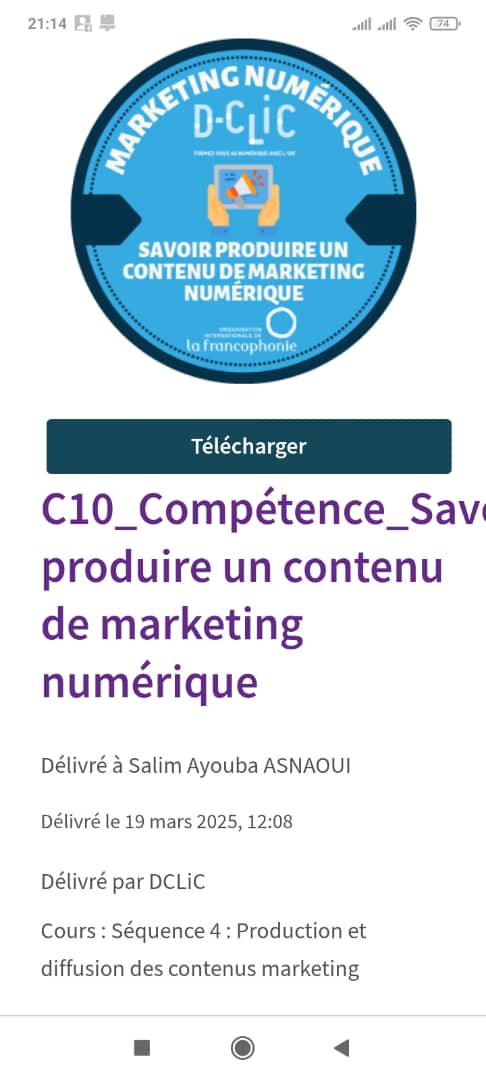 21:14
74
MARKETING NUMÉRIQUE
D-CLiC
FORMEZ-VOUS AU NUMÉRIQUE AVEC L'OIF
SAVOIR PRODUIRE UN
CONTENU DE MARKETING
NUMÉRIQUE
ORGANISATION
INTERNATIONALE DE
la francophonie
Télécharger
C10_Compétence_Sav
produire un contenu
de marketing
numérique
Délivré à Salim Ayouba ASNAOUI
Délivré le 19 mars 2025, 12:08
Délivré par DCLiC
Cours : Séquence 4 : Production et
diffusion des contenus marketing